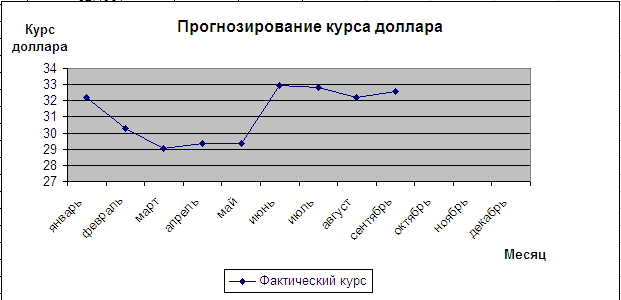 Прогнозирование курса доллара
Курс
доллара
34
33
32
31
30
29
28
27
январь
февраль
март
апрель
май
июнь
июль
август
сентябрь
октябрь
ноябрь
декабрь
Месяц
Фактический курс